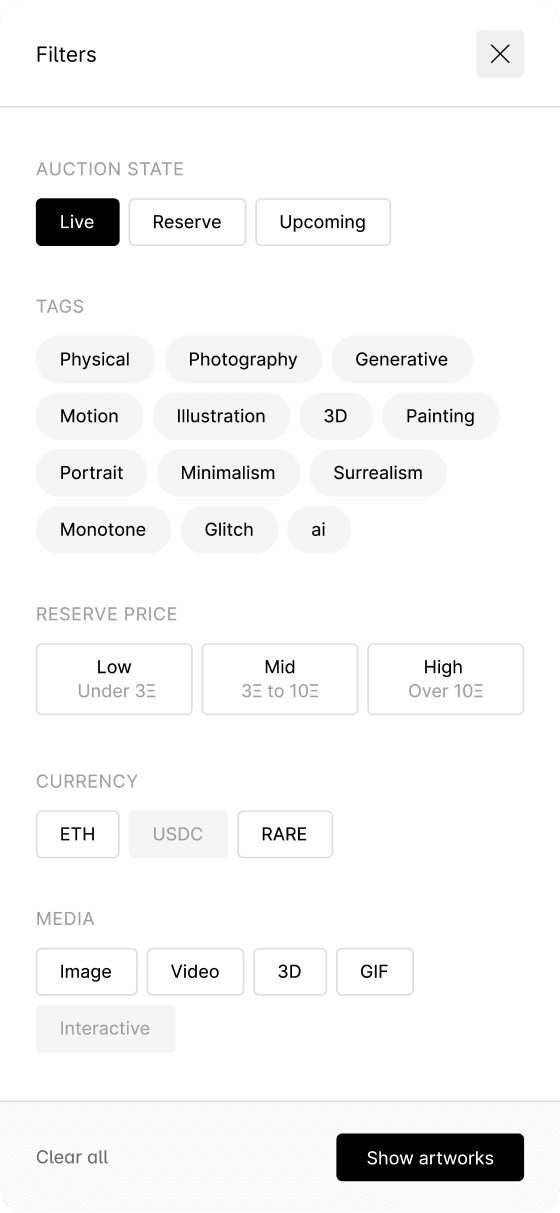 Filters
AUCTION STATE
Live Reserve Upcoming
TAGS
Physical Photography Generative
Motion Illustration 3D Painting
Portrait Minimalism Surrealism
Monotone Glitch ai
RESERVE PRICE
Low Mid High
Under 3Ξ 3Ξ to 10Ξ Over 10Ξ
CURRENCY
ETH USDC RARE
MEDIA
Image Video 3D GIF
Interactive
Clear all Show artworks